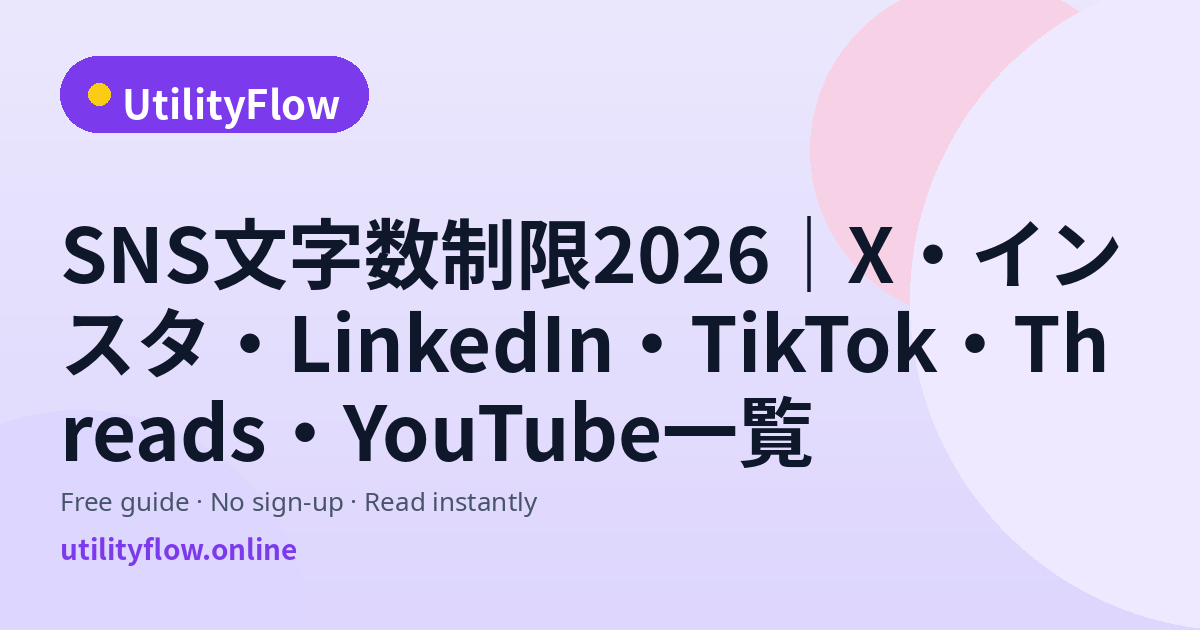 UtilityFlow
SNS文字数制限2026｜X・イン
スタ・LinkedIn・TikTok・Th
reads・YouTube一覧
Free guide · No sign-up · Read instantly
utilityflow.online